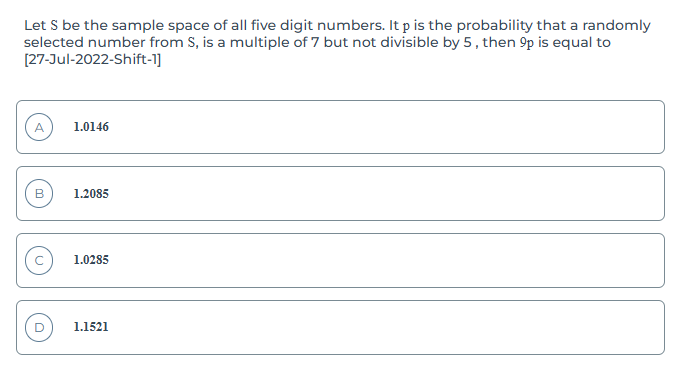 Let S be the sample space of all five digit numbers. It p is the probability that a randomly
selected number from S, is a multiple of 7 but not divisible by 5 , then 9p is equal to
[27-Jul-2022-Shift-1]
A 1.0146
B 1.2085
C 1.0285
D 1.1521